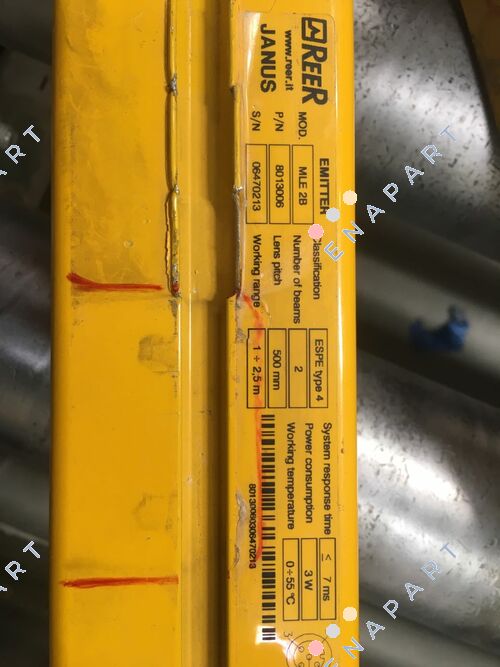 REER
www.reer.it
JANUS
EMITTER
MOD. MLE 2B
P/N 8013006
S/N 06470213
Classification ESPE type 4
Number of beams 2
Lens pitch 500 mm
Working range 1 ÷ 2,5 m
System response time ≤ 7 ms
Power consumption 3 W
Working temperature 0÷55 °C
80130060306470213
ENAPART
ENAPART
ENAPART
ENAPART
ENAPART